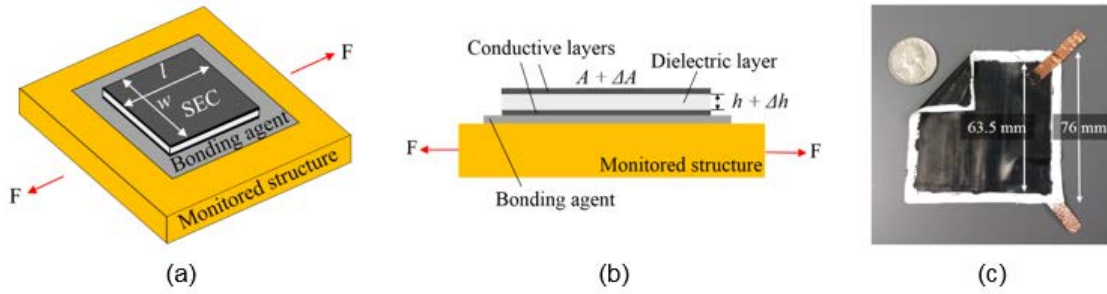 F
l
w
SEC
Bonding agent
Monitored structure
F
(a)
Conductive layers
A + ΔA
Dielectric layer
h + Δh
F
F
Monitored structure
Bonding agent
(b)
63.5 mm
76 mm
(c)